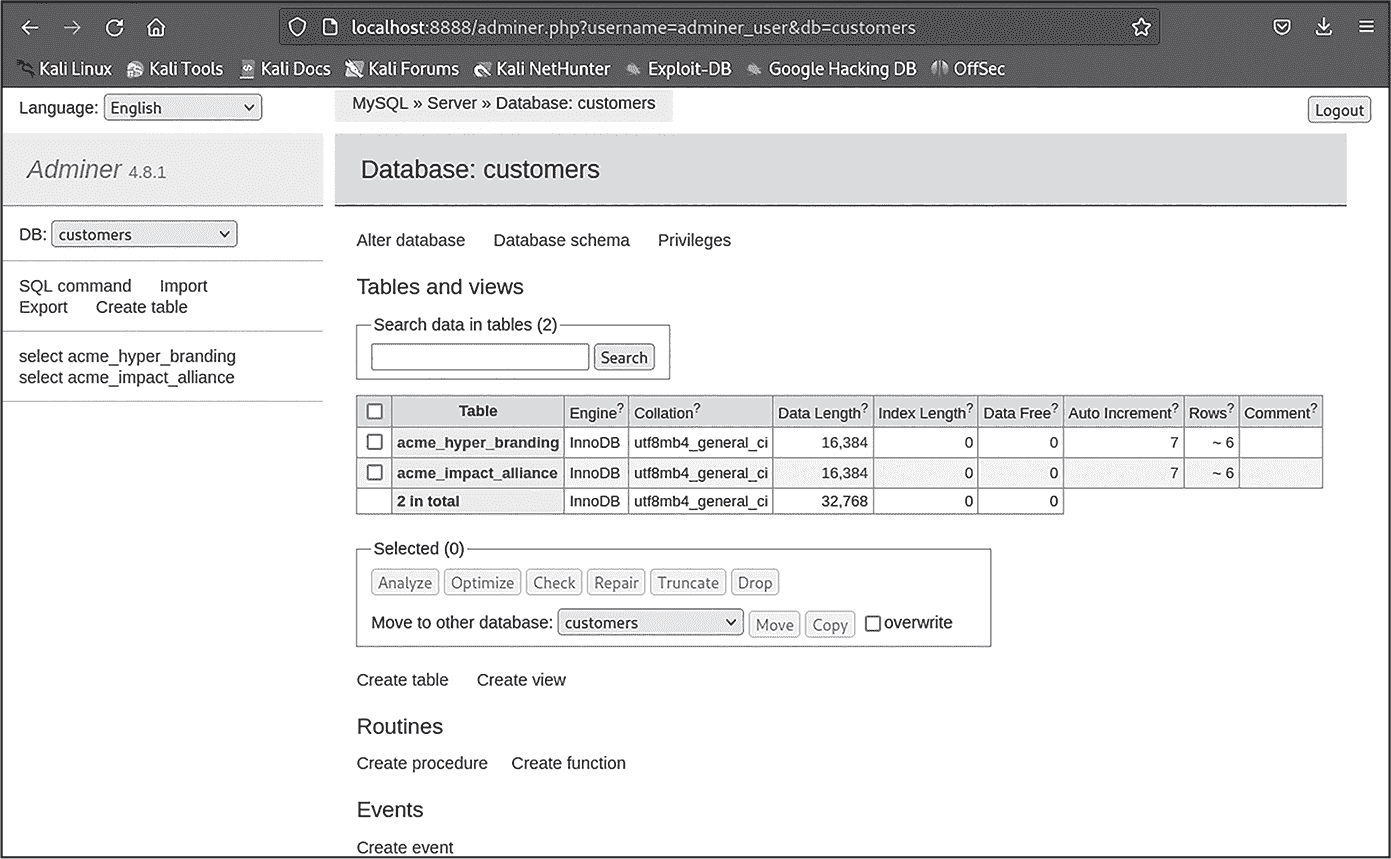 localhost:8888/adminer.php?username=adminer_user&db=customers
Kali Linux Kali Tools Kali Docs Kali Forums Kali NetHunter Exploit-DB Google Hacking DB OffSec
Language: English
MySQL » Server » Database: customers
Logout
Adminer 4.8.1
Database: customers
DB: customers
SQL command Import
Export Create table
select acme_hyper_branding
select acme_impact_alliance
Alter database Database schema Privileges
Tables and views
Search data in tables (2)
Search
Table Engine? Collation? Data Length? Index Length? Data Free? Auto Increment? Rows? Comment?
acme_hyper_branding InnoDB utf8mb4_general_ci 16,384 0 0 7 ~ 6
acme_impact_alliance InnoDB utf8mb4_general_ci 16,384 0 0 7 ~ 6
2 in total InnoDB utf8mb4_general_ci 32,768 0 0
Selected (0)
Analyze Optimize Check Repair Truncate Drop
Move to other database: customers Move Copy overwrite
Create table Create view
Routines
Create procedure Create function
Events
Create event